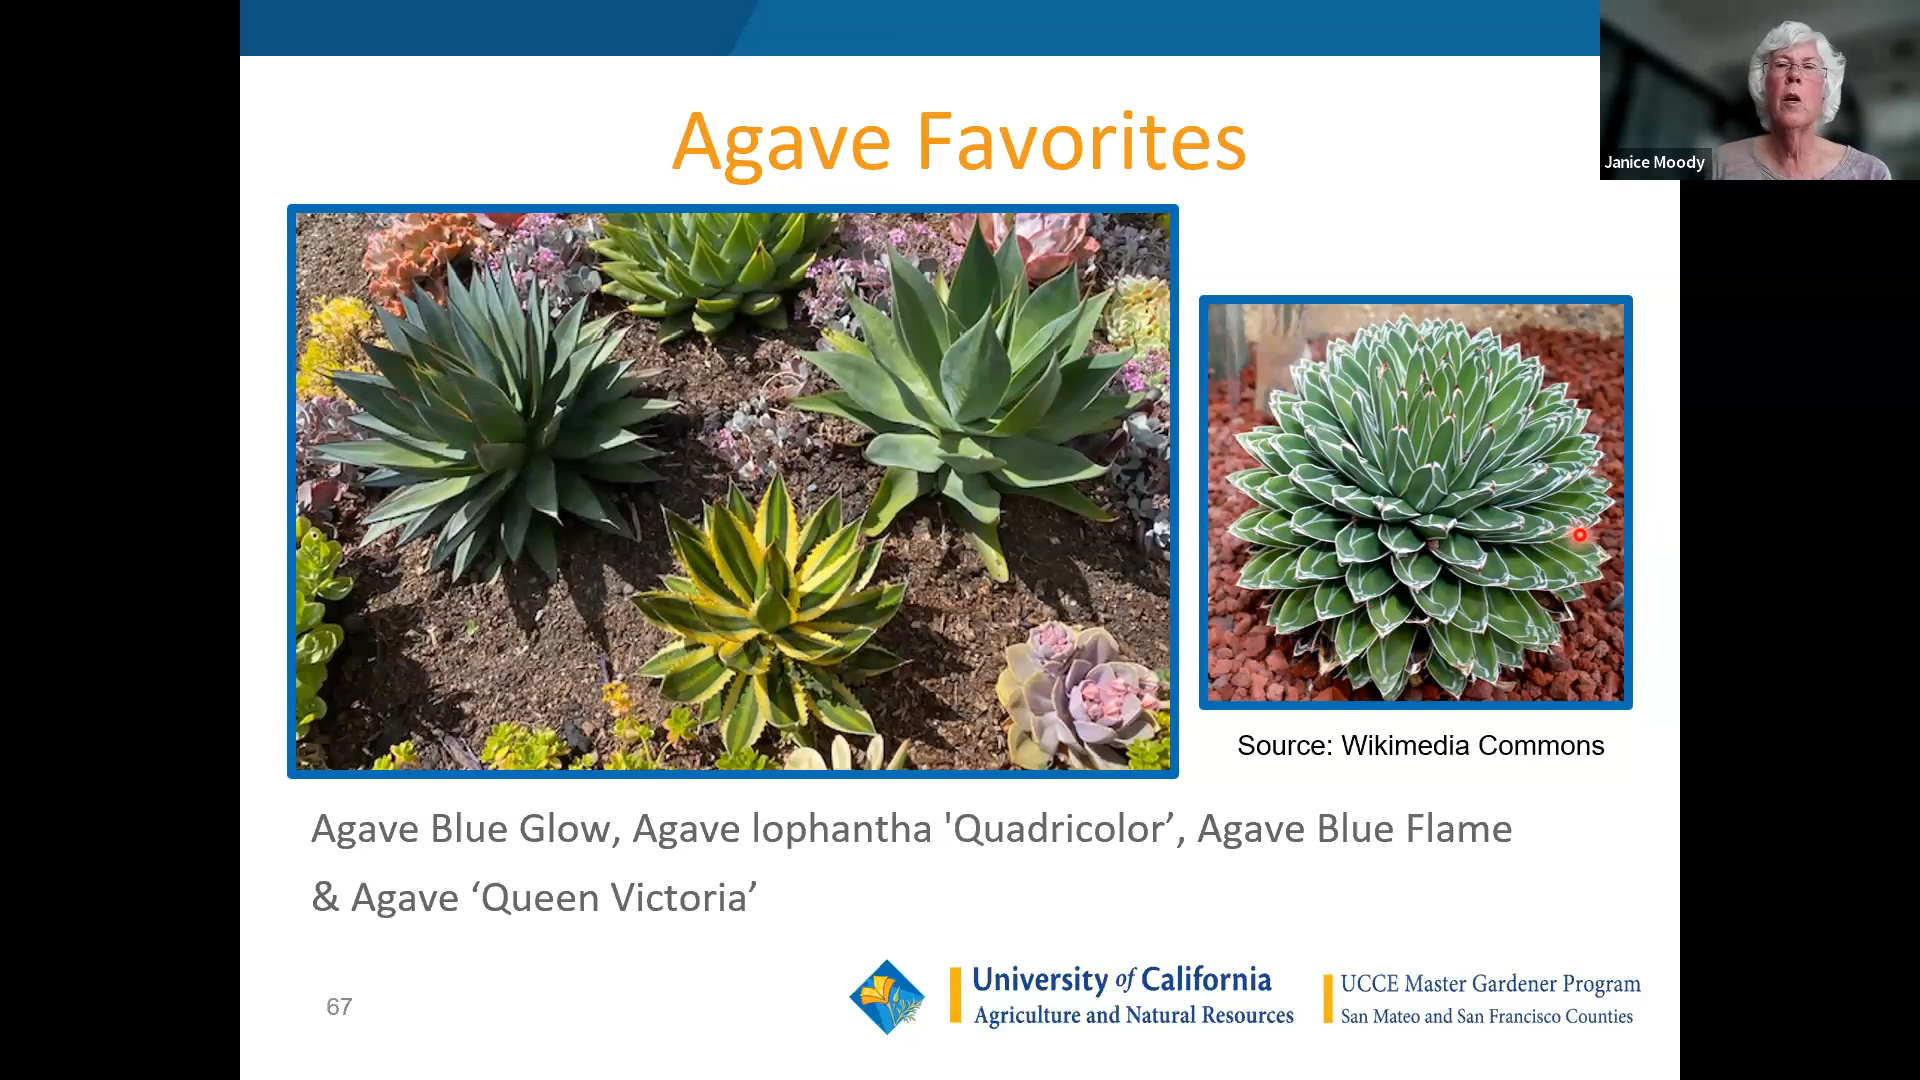 Agave Favorites
Janice Moody
Source: Wikimedia Commons
Agave Blue Glow, Agave lophantha 'Quadricolor’, Agave Blue Flame
& Agave ‘Queen Victoria’
67
University of California
Agriculture and Natural Resources
UCCE Master Gardener Program
San Mateo and San Francisco Counties